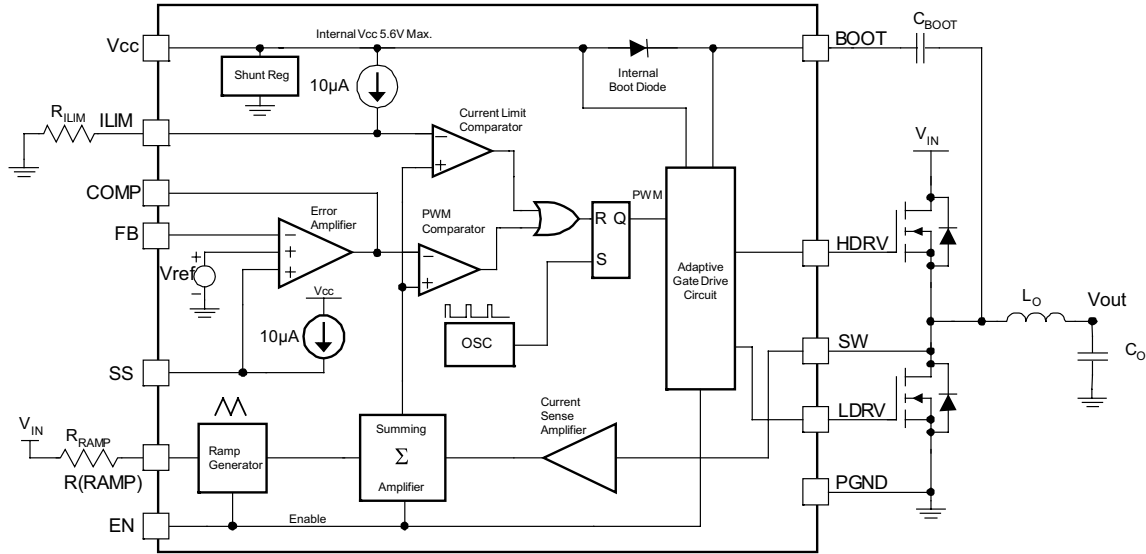 Vcc
Internal Vcc 5.6V Max.
BOOT
CBOOT
Shunt Reg
10µA
Internal
Boot Diode
RILIM
ILIM
Current Limit
Comparator
−
+
VIN
COMP
Error
Amplifier
PWM
Comparator
R Q
S
PWM
FB
−
+
+
−
+
HDRV
Vref
+
−
Adaptive
Gate Drive
Circuit
Vcc
10µA
OSC
LO
Vout
SW
CO
SS
Current
Sense
Amplifier
LDRV
VIN
RRAMP
R(RAMP)
Ramp
Generator
Summing
Σ
Amplifier
PGND
EN
Enable